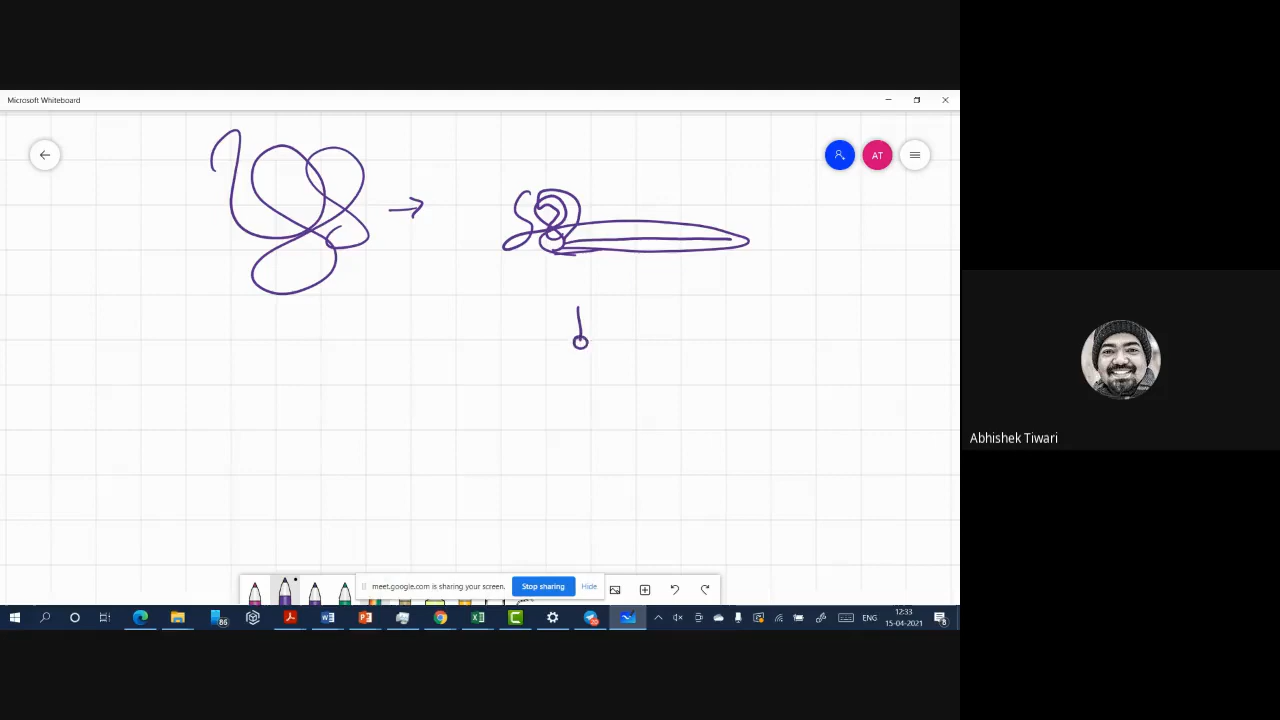 Microsoft Whiteboard
AT
Abhishek Tiwari
meet.google.com is sharing your screen.
Stop sharing
Hide
86
ENG
12:33
15-04-2021